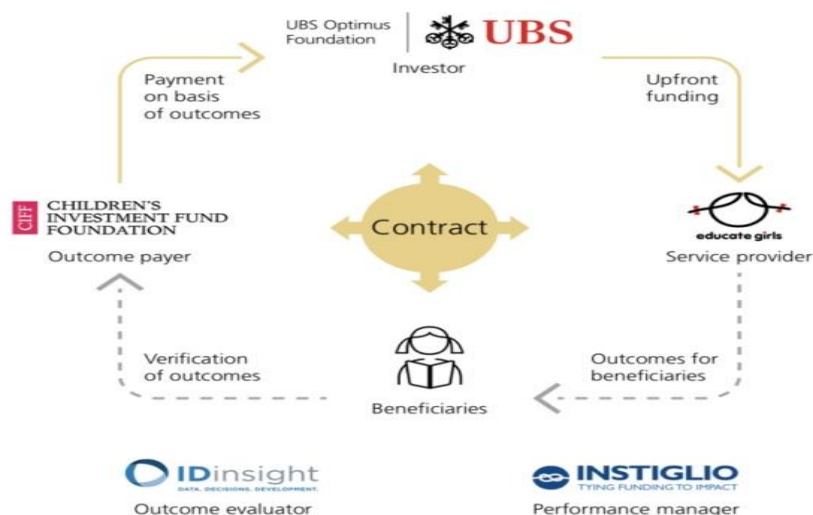 UBS Optimus
Foundation
UBS
Investor
Payment
on basis
of outcomes
Upfront
funding
CIFF
CHILDREN'S
INVESTMENT FUND
FOUNDATION
Outcome payer
Contract
educate girls
Service provider
Verification
of outcomes
Outcomes for
beneficiaries
Beneficiaries
IDinsight
DATA. DECISIONS. DEVELOPMENT.
Outcome evaluator
INSTIGLIO
TYING FUNDING TO IMPACT
Performance manager